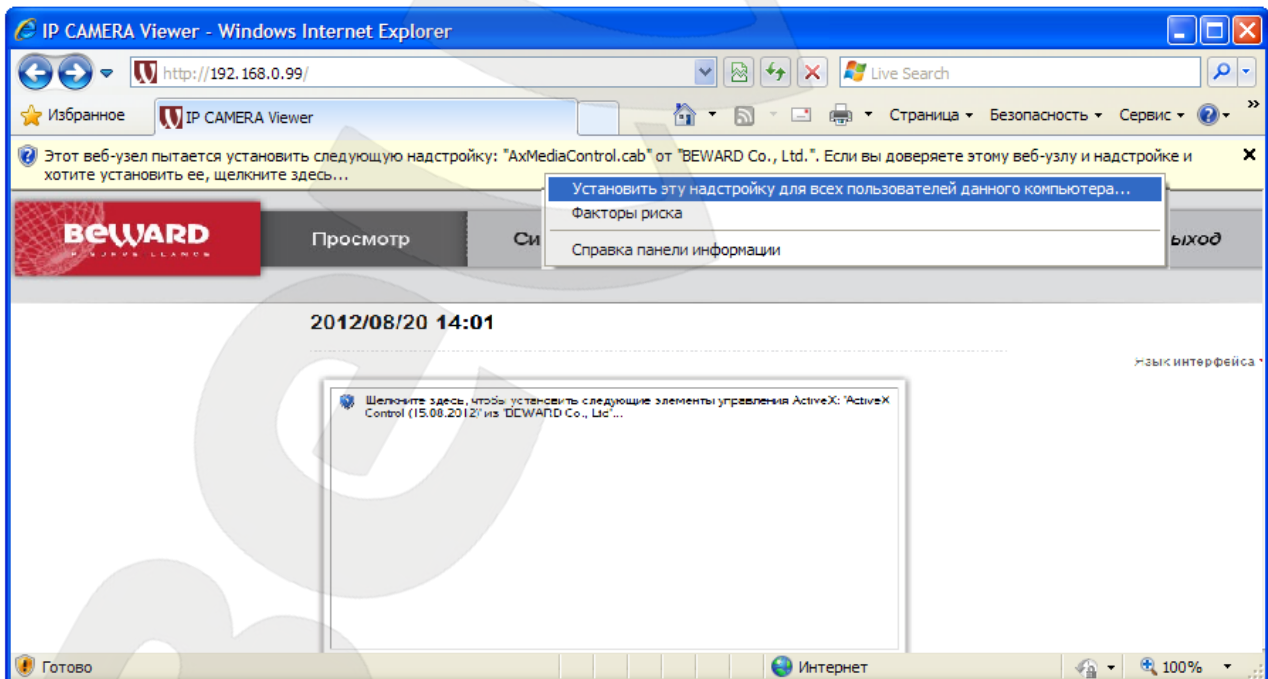 IP CAMERA Viewer - Windows Internet Explorer
http://192.168.0.99/
Live Search
Избранное
IP CAMERA Viewer
Страница
Безопасность
Сервис
»
Этот веб-узел пытается установить следующую надстройку: "AxMediaControl.cab" от "BEWARD Co., Ltd.". Если вы доверяете этому веб-узлу и надстройке и
хотите установить ее, щелкните здесь...
Установить эту надстройку для всех пользователей данного компьютера...
Факторы риска
Справка панели информации
BEWARD
Просмотр
Си
ыход
2012/08/20 14:01
Язык интерфейса
Щелкните здесь, чтобы установить следующие элементы управления ActiveX: "ActiveX
Control (15.08.2012)" из "BEWARD Co., Ltd"...
Готово
Интернет
100%